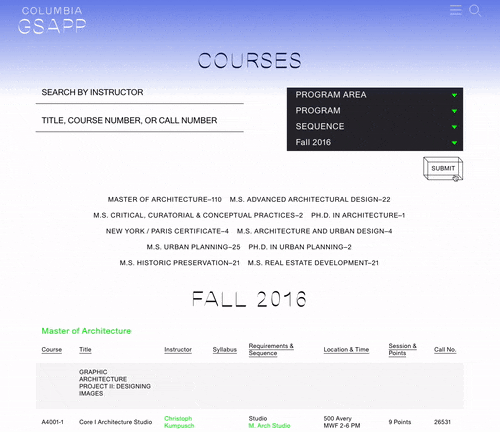 COLUMBIA
GSAPP
COURSES
SEARCH BY INSTRUCTOR
TITLE, COURSE NUMBER, OR CALL NUMBER
PROGRAM AREA
PROGRAM
SEQUENCE
Fall 2016
SUBMIT
MASTER OF ARCHITECTURE–110 M.S. ADVANCED ARCHITECTURAL DESIGN–22
M.S. CRITICAL, CURATORIAL & CONCEPTUAL PRACTICES–2 PH.D. IN ARCHITECTURE–1
NEW YORK / PARIS CERTIFICATE–4 M.S. ARCHITECTURE AND URBAN DESIGN–4
M.S. URBAN PLANNING–25 PH.D. IN URBAN PLANNING–2
M.S. HISTORIC PRESERVATION–21 M.S. REAL ESTATE DEVELOPMENT–21
FALL 2016
Master of Architecture
Course Title Instructor Syllabus Requirements & Sequence Location & Time Session & Points Call No.
GRAPHIC
ARCHITECTURE
PROJECT II: DESIGNING
IMAGES
A4001-1 Core I Architecture Studio Christoph Kumpusch Studio M. Arch Studio 500 Avery MWF 2-6 PM 9 Points 26531